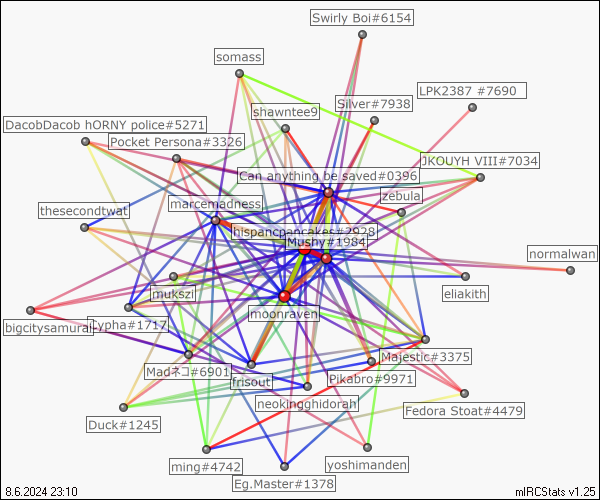 Swirly Boi#6154
somass
LPK2387 #7690
shawntee9
Silver#7938
DacobDacob hORNY police#5271
Pocket Persona#3326
JKOUYH VIII#7034
Can anything be saved#0396
zebula
marcemadness
thesecondtwat
hispancpancakes#2928
Mushy#1984
normalwan
mukszi
eliakith
moonraven
bigcitysamurai
Lypha#1717
Majestic#3375
Madネコ#6901
frisout
Pikabro#9971
neokingghidorah
Fedora Stoat#4479
Duck#1245
ming#4742
yoshimanden
Eg.Master#1378
8.6.2024 23:10
mIRCStats v1.25